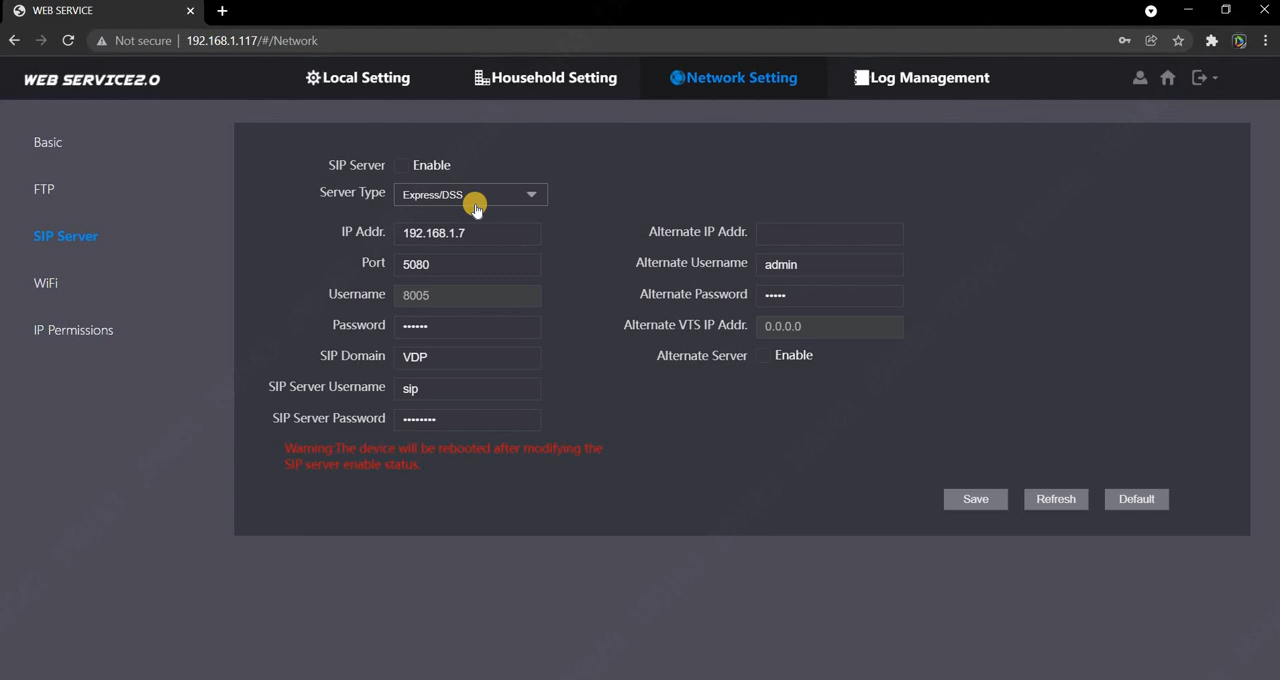 WEB SERVICE
Not secure
192.168.1.117/#/Network
WEB SERVICE2.0
Local Setting
Household Setting
Network Setting
Log Management
Basic
FTP
SIP Server
WiFi
IP Permissions
SIP Server Enable
Server Type Express/DSS
IP Addr. 192.168.1.7
Port 5080
Username 8005
Password ••••••
SIP Domain VDP
SIP Server Username sip
SIP Server Password ••••••••
Warning:The device will be rebooted after modifying the
SIP server enable status.
Alternate IP Addr.
Alternate Username admin
Alternate Password •••••
Alternate VTS IP Addr. 0.0.0.0
Alternate Server Enable
Save
Refresh
Default